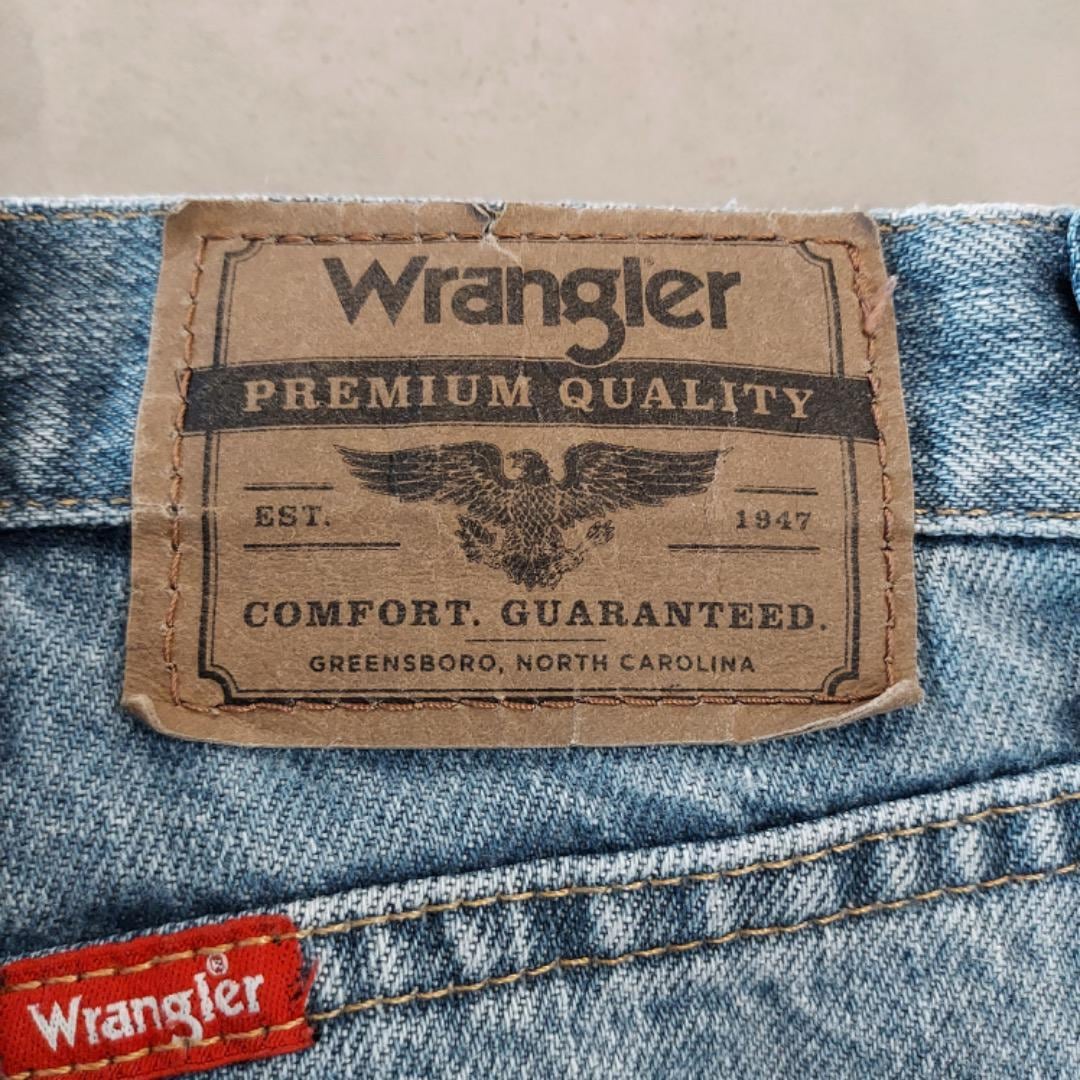 Wrangler
PREMIUM QUALITY
EST. 1947
COMFORT. GUARANTEED.
GREENSBORO, NORTH CAROLINA
Wrangler®